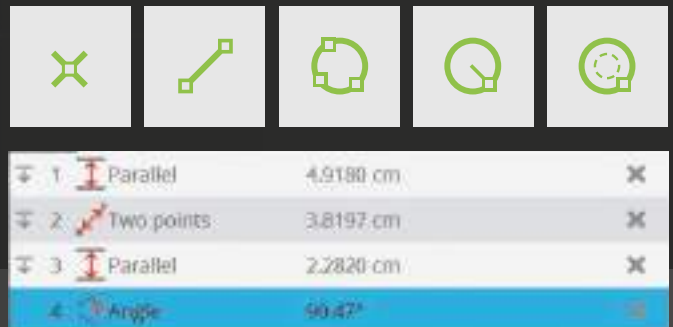 1 Parallel 4.9180 cm
2 Two points 3.8197 cm
3 Parallel 2.2820 cm
4 Angle 90.47°